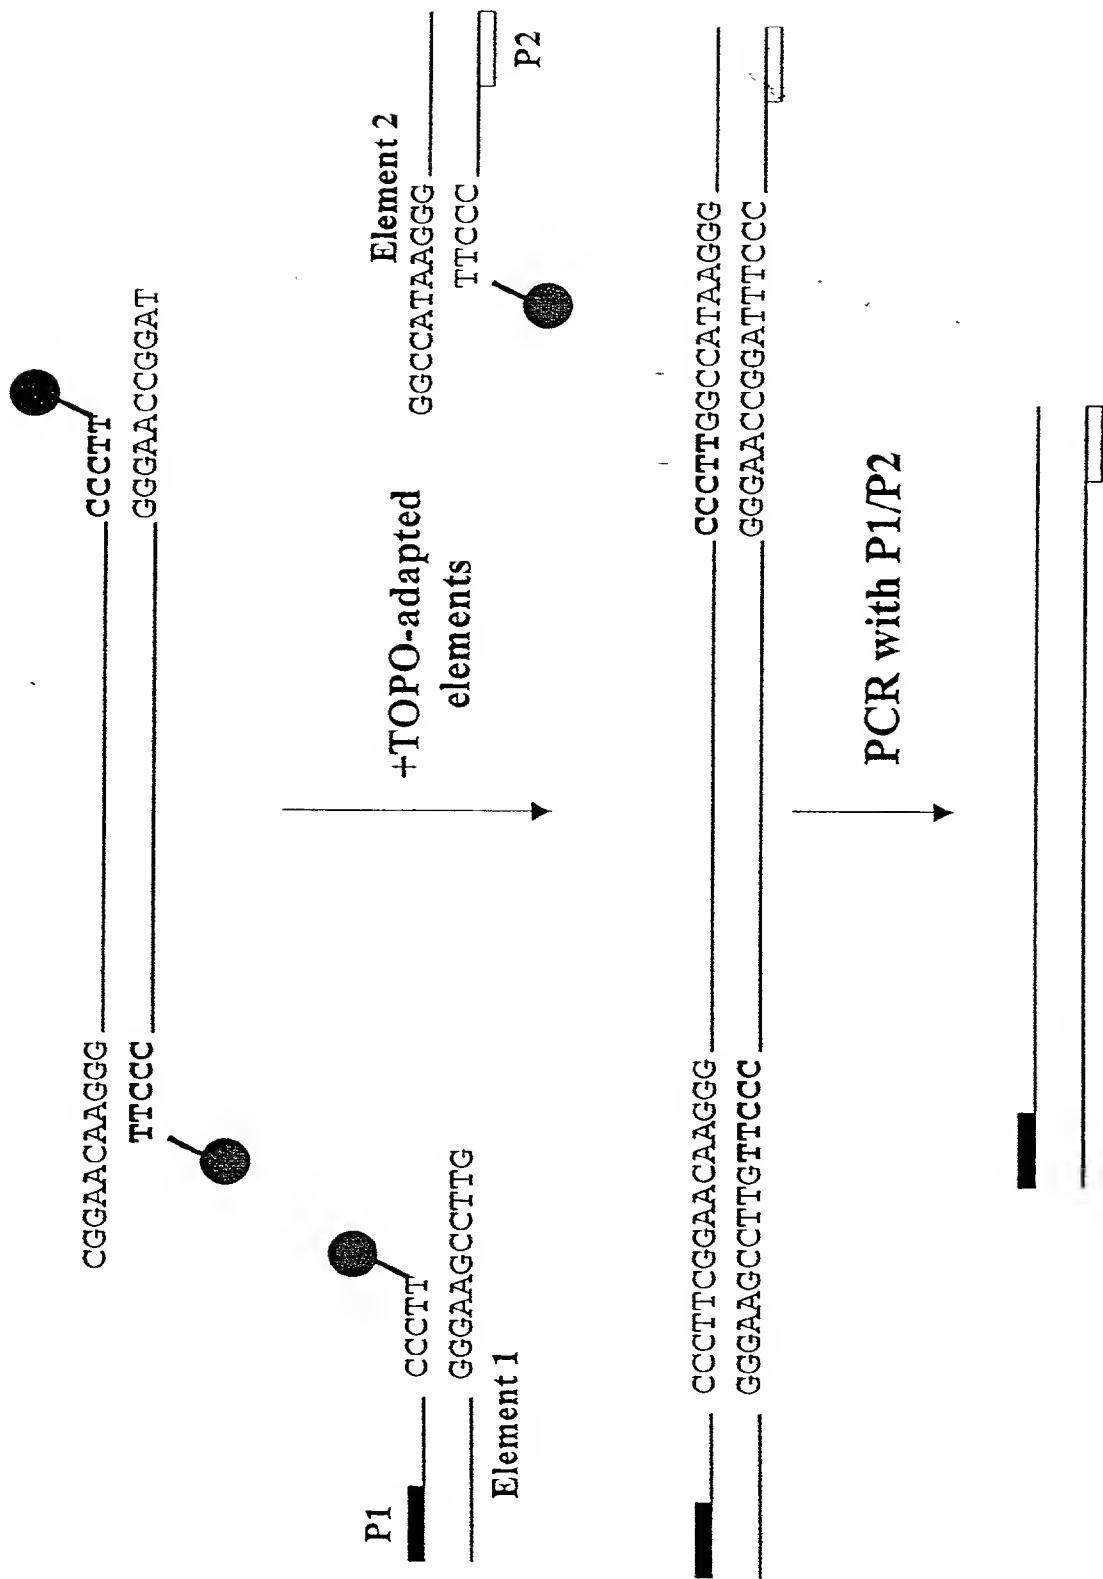 CCCTT
CGGAACAAGGG
GGGAACCGGAT
TTCCC
Element 2
P1
CCCTT
+TOPO-adapted
GGCCATAAGGG
GGGAAGCCTTG
elements
TTCCC
Element 1
P2
CCCTTCGGAACAAGGG
CCCTTGGCCATAAGGG
GGGAAGCCTTGTTCCC
GGGAACCGGATTTCCC
PCR with P1/P2